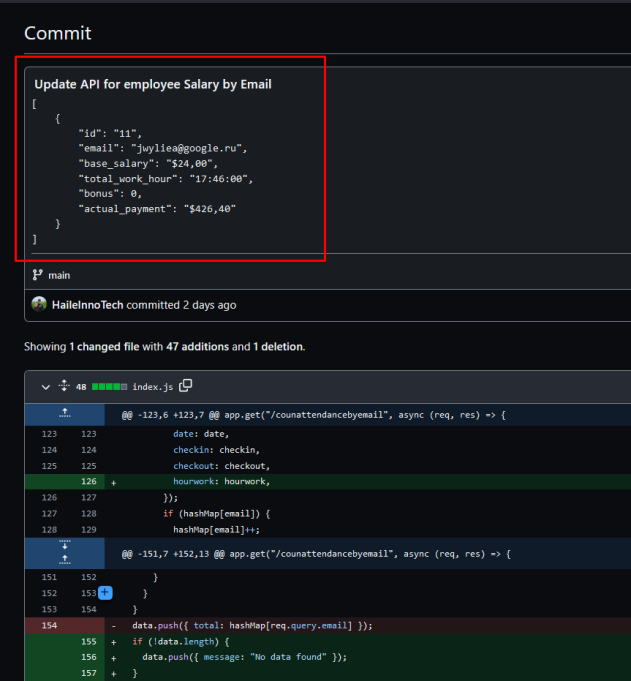 Commit
Update API for employee Salary by Email
[
{
"id": "11",
"email": "jwyliea@google.ru",
"base_salary": "$24,00",
"total_work_hour": "17:46:00",
"bonus": 0,
"actual_payment": "$426,40"
}
]
main
HaileInnoTech committed 2 days ago
Showing 1 changed file with 47 additions and 1 deletion.
48 index.js
@@ -123,6 +123,7 @@ app.get("/counattendancebyemail", async (req, res) => {
123 123 date: date,
124 124 checkin: checkin,
125 125 checkout: checkout,
126 + hourwork: hourwork,
126 127 });
127 128 if (hashMap[email]) {
128 129 hashMap[email]++;
@@ -151,7 +152,13 @@ app.get("/counattendancebyemail", async (req, res) => {
151 152 }
152 153 }
153 154 }
154 - data.push({ total: hashMap[req.query.email] });
155 + if (!data.length) {
156 + data.push({ message: "No data found" });
157 + }